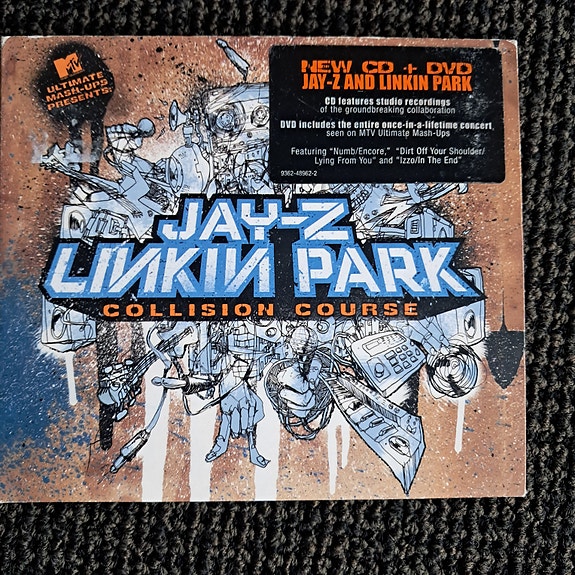 MTV
ULTIMATE
MASH-UPS
PRESENTS:
NEW CD + DVD
JAY-Z AND LINKIN PARK
CD features studio recordings
of the groundbreaking collaboration
DVD includes the entire once-in-a-lifetime concert
seen on MTV Ultimate Mash-Ups
Featuring "Numb/Encore," "Dirt Off Your Shoulder/
Lying From You" and "Izzo/In The End"
9362-48962-2
JAY-Z
LINKIN PARK
COLLISION COURSE